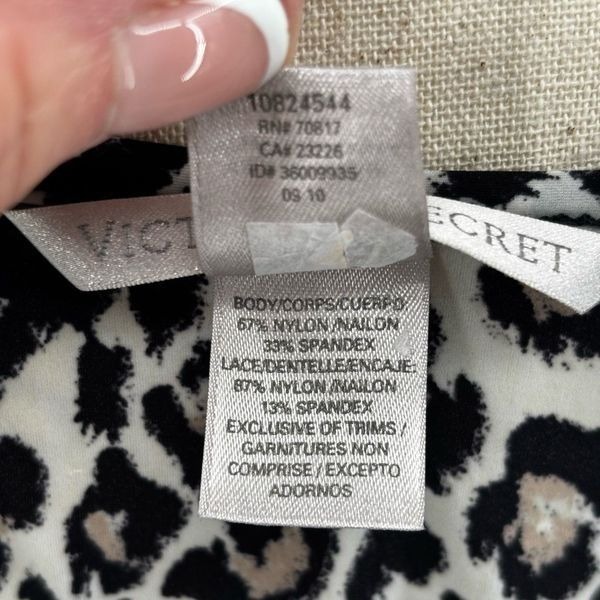 10824544
RN# 70817
CA# 23226
ID# 36009935
09 10
VICT ECRET
BODY/CORPS/CUERPO
67% NYLON /NAILON
33% SPANDEX
LACE/DENTELLE/ENCAJE:
87% NYLON /NAILON
13% SPANDEX
EXCLUSIVE OF TRIMS /
GARNITURES NON
COMPRISE / EXCEPTO
ADORNOS